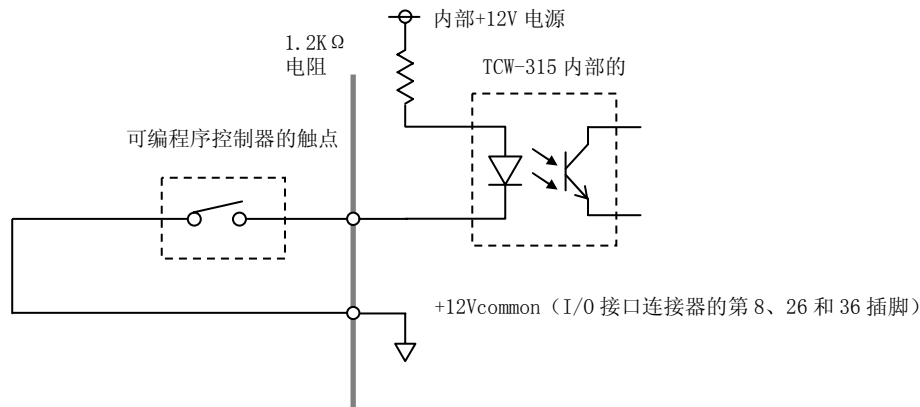 内部+12V 电源
1.2KΩ
电阻
TCW-315 内部的
可编程序控制器的触点
+12Vcommon（I/O 接口连接器的第 8、26 和 36 插脚）